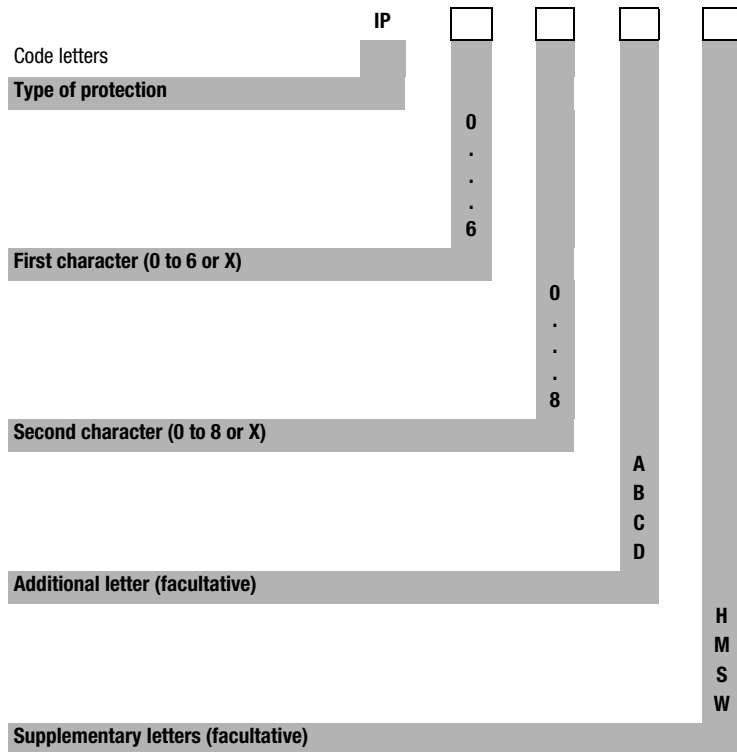 IP
Code letters
Type of protection
0
.
.
.
6
First character (0 to 6 or X)
0
.
.
.
8
Second character (0 to 8 or X)
A
B
C
D
Additional letter (facultative)
H
M
S
W
Supplementary letters (facultative)